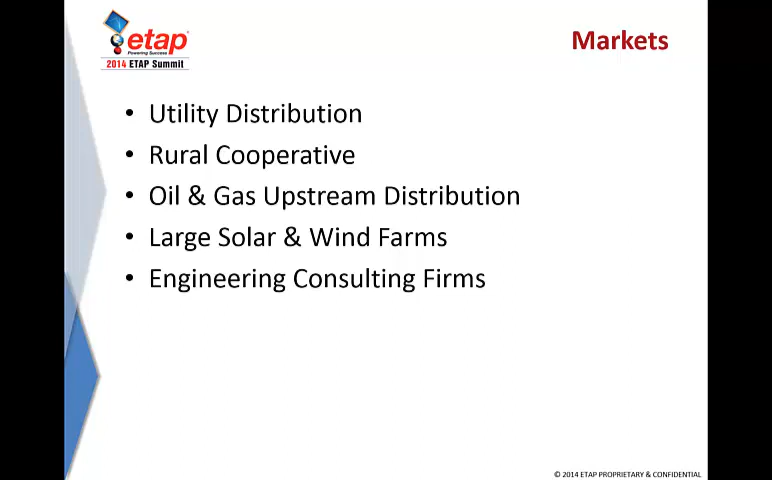 etap
Powering Success
2014 ETAP Summit
Markets
• Utility Distribution
• Rural Cooperative
• Oil & Gas Upstream Distribution
• Large Solar & Wind Farms
• Engineering Consulting Firms
© 2014 ETAP PROPRIETARY & CONFIDENTIAL